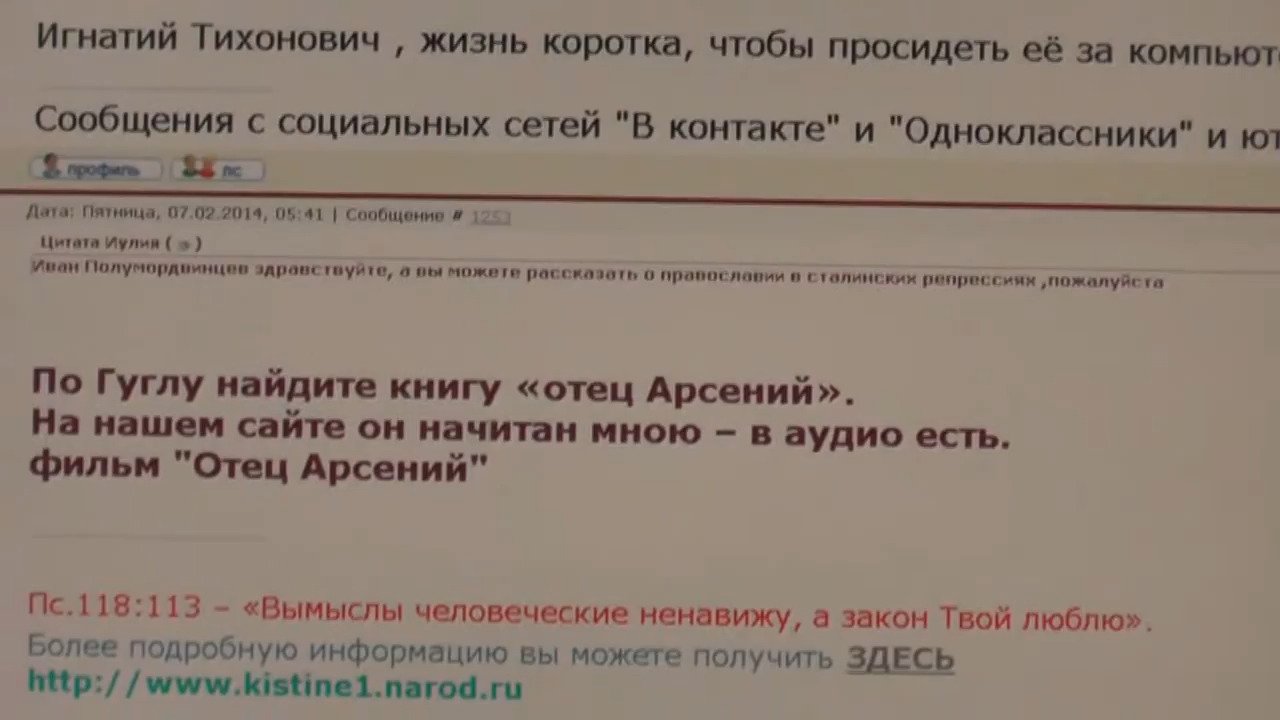 Игнатий Тихонович , жизнь коротка, чтобы просидеть её за компьют
Сообщения с социальных сетей "В контакте" и "Одноклассники" и ют
профиль лс
Дата: Пятница, 07.02.2014, 05:41 | Сообщение # 1253
Цитата Иулия ( )
Иван Полумордвинцев здравствуйте, а вы можете рассказать о православии в сталинских репрессиях ,пожалуйста
По Гуглу найдите книгу «отец Арсений».
На нашем сайте он начитан мною – в аудио есть.
фильм "Отец Арсений"
Пс.118:113 – «Вымыслы человеческие ненавижу, а закон Твой люблю».
Более подробную информацию вы можете получить ЗДЕСЬ
http://www.kistine1.narod.ru